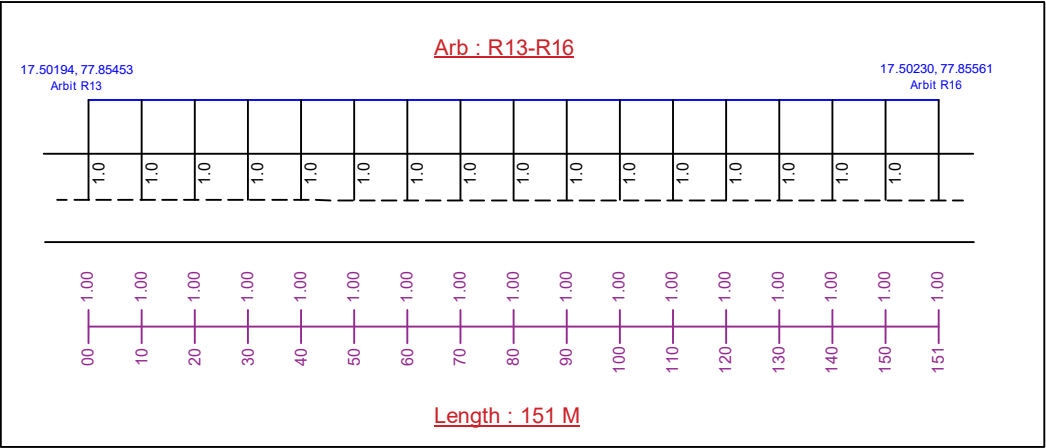 Arb : R13-R16
17.50194, 77.85453
Arbit R13
17.50230, 77.85561
Arbit R16
1.0 1.0 1.0 1.0 1.0 1.0 1.0 1.0 1.0 1.0 1.0 1.0 1.0 1.0 1.0 1.0
1.00 1.00 1.00 1.00 1.00 1.00 1.00 1.00 1.00 1.00 1.00 1.00 1.00 1.00 1.00 1.00 1.00
00 10 20 30 40 50 60 70 80 90 100 110 120 130 140 150 151
Length : 151 M